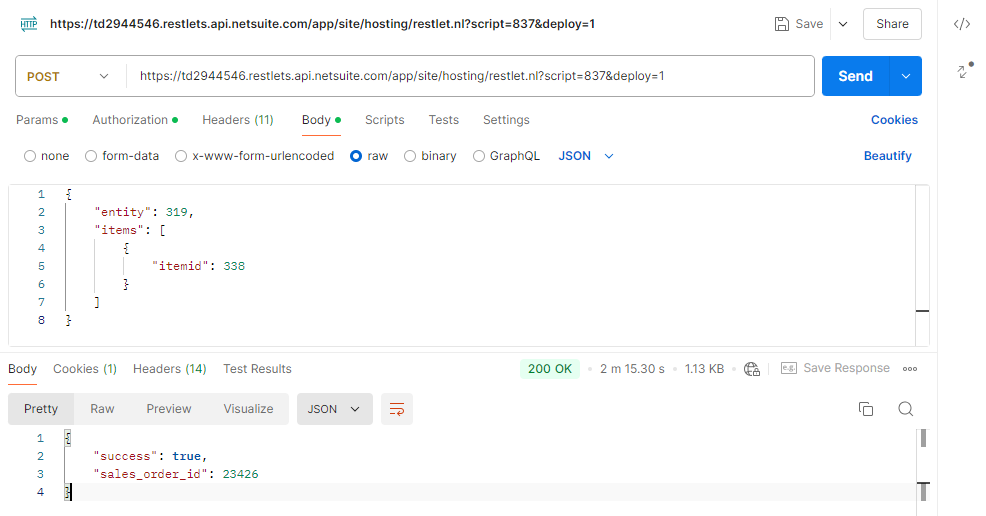 HTTP https://td2944546.restlets.api.netsuite.com/app/site/hosting/restlet.nl?script=837&deploy=1 Save Share </>
POST https://td2944546.restlets.api.netsuite.com/app/site/hosting/restlet.nl?script=837&deploy=1 Send
Params Authorization Headers (11) Body Scripts Tests Settings Cookies
none form-data x-www-form-urlencoded raw binary GraphQL JSON Beautify
1 {
2 "entity": 319,
3 "items": [
4 {
5 "itemid": 338
6 }
7 ]
8 }
Body Cookies (1) Headers (14) Test Results 200 OK 2 m 15.30 s 1.13 KB e.g. Save Response
Pretty Raw Preview Visualize JSON
1 {
2 "success": true,
3 "sales_order_id": 23426
4 }